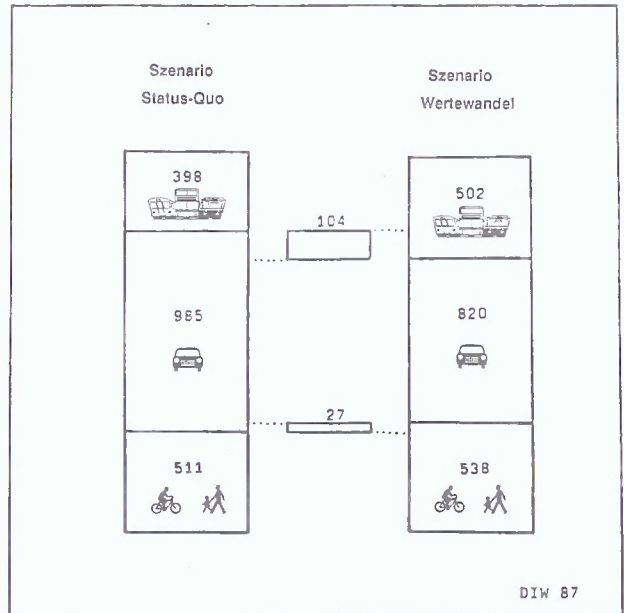 Szenario
Status-Quo
Szenario
Wertewandel
398
502
104
985
820
27
511
538
DIW 87